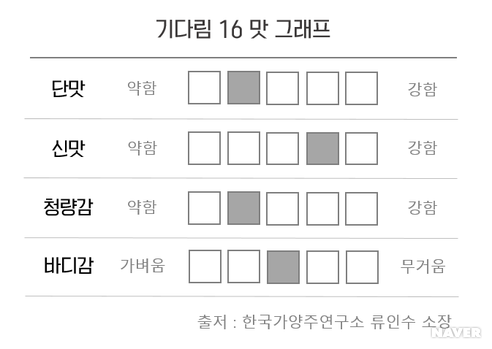 기다림 16 맛 그래프
단맛 약함 강함
신맛 약함 강함
청량감 약함 강함
바디감 가벼움 무거움
출저 : 한국가양주연구소 류인수 소장
NAVER